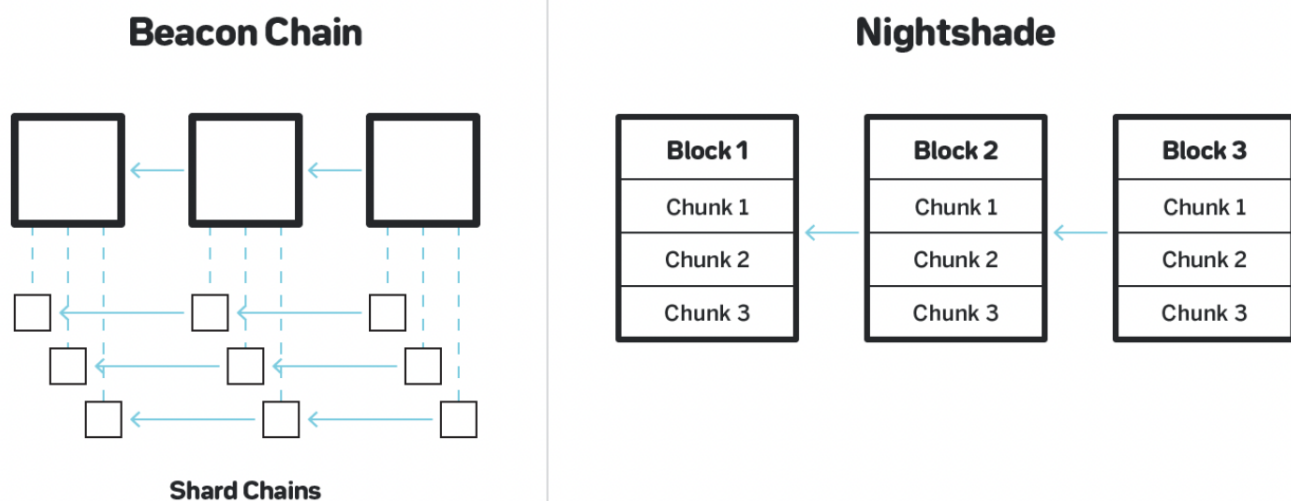 Beacon Chain
Shard Chains
Nightshade
Block 1
Chunk 1
Chunk 2
Chunk 3
Block 2
Chunk 1
Chunk 2
Chunk 3
Block 3
Chunk 1
Chunk 2
Chunk 3